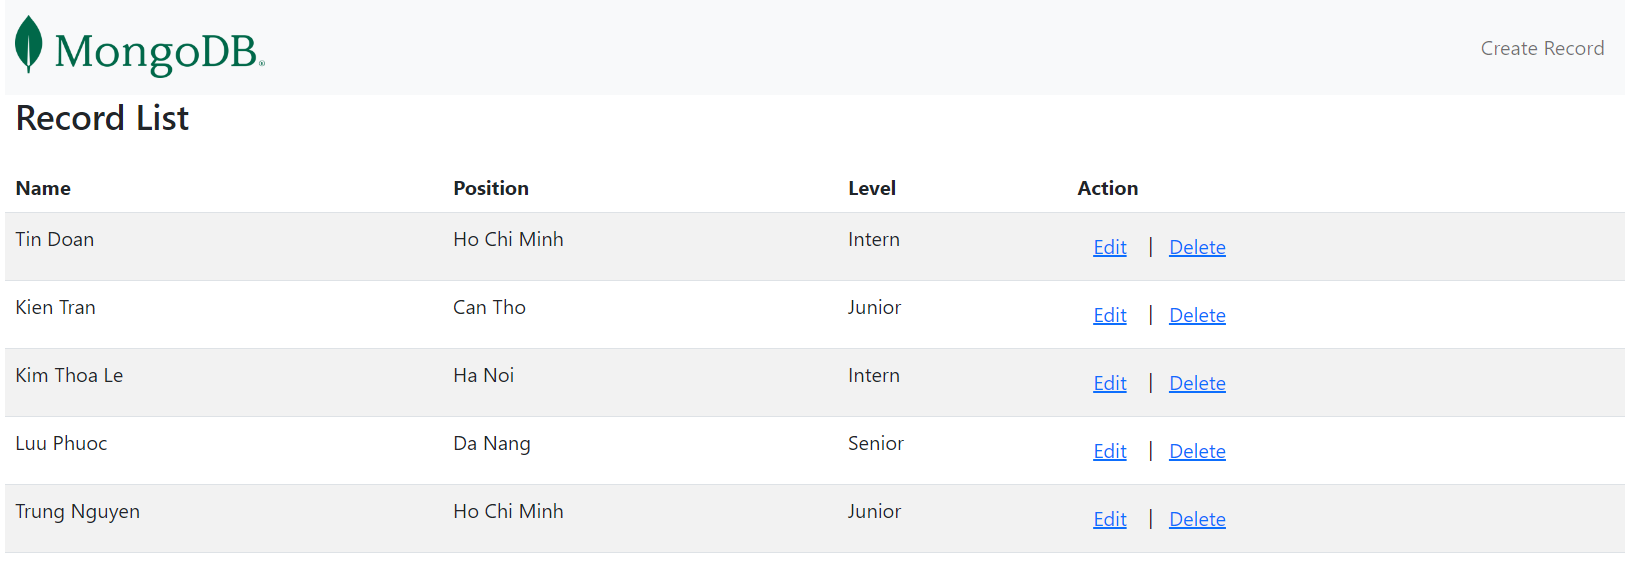 MongoDB®
Create Record
Record List
Name Position Level Action
Tin Doan Ho Chi Minh Intern Edit | Delete
Kien Tran Can Tho Junior Edit | Delete
Kim Thoa Le Ha Noi Intern Edit | Delete
Luu Phuoc Da Nang Senior Edit | Delete
Trung Nguyen Ho Chi Minh Junior Edit | Delete